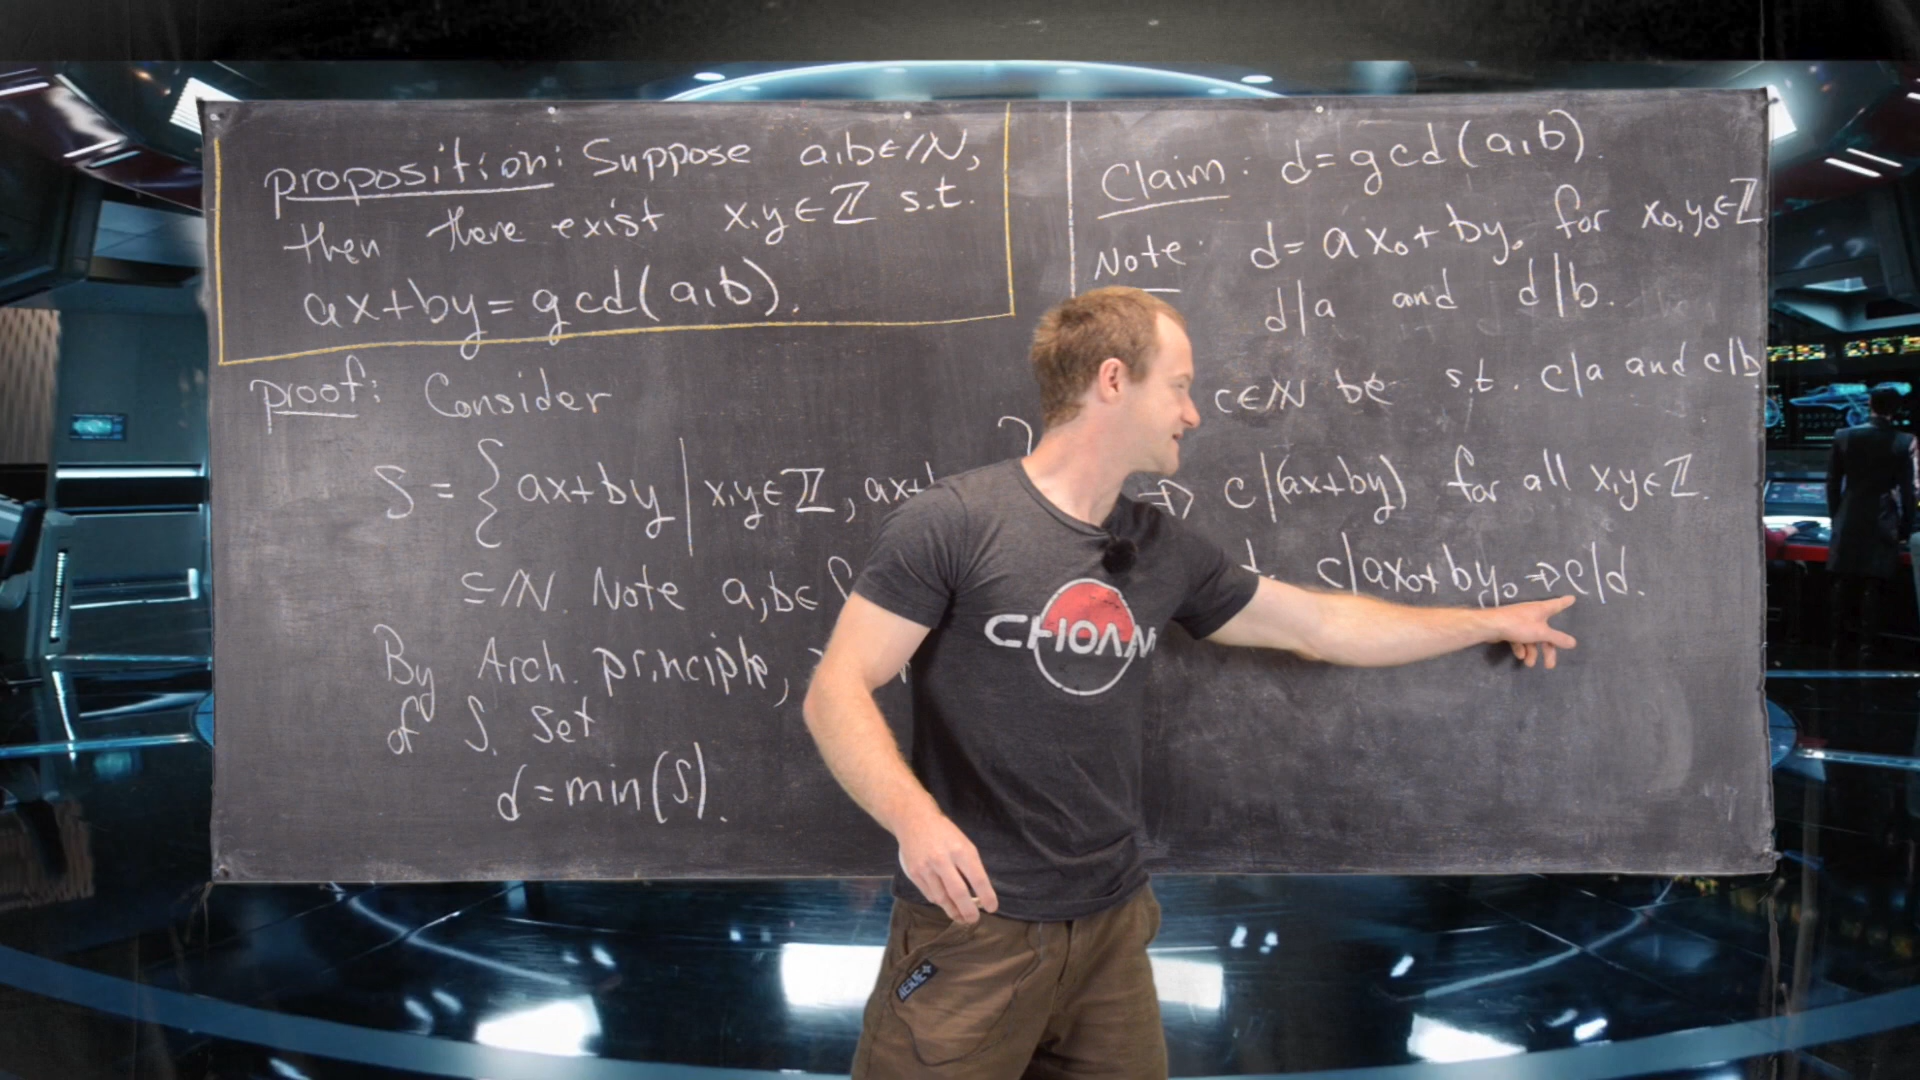 proposition: Suppose a,b∈ℕ,
then there exist x,y∈ℤ s.t.
ax+by=gcd(a,b).
proof: Consider
S = { ax+by | x,y∈ℤ, ax+
⊆ℕ. Note a,b∈S
By Arch. principle,
of S. Set
d=min(S).
Claim: d=gcd(a,b).
Note: d=ax₀+by₀ for x₀,y₀∈ℤ
d|a and d|b.
c∈ℕ be s.t. c|a and c|b
⇒ c|(ax+by) for all x,y∈ℤ.
c|ax₀+by₀ ⇒ c|d.
CHOAM